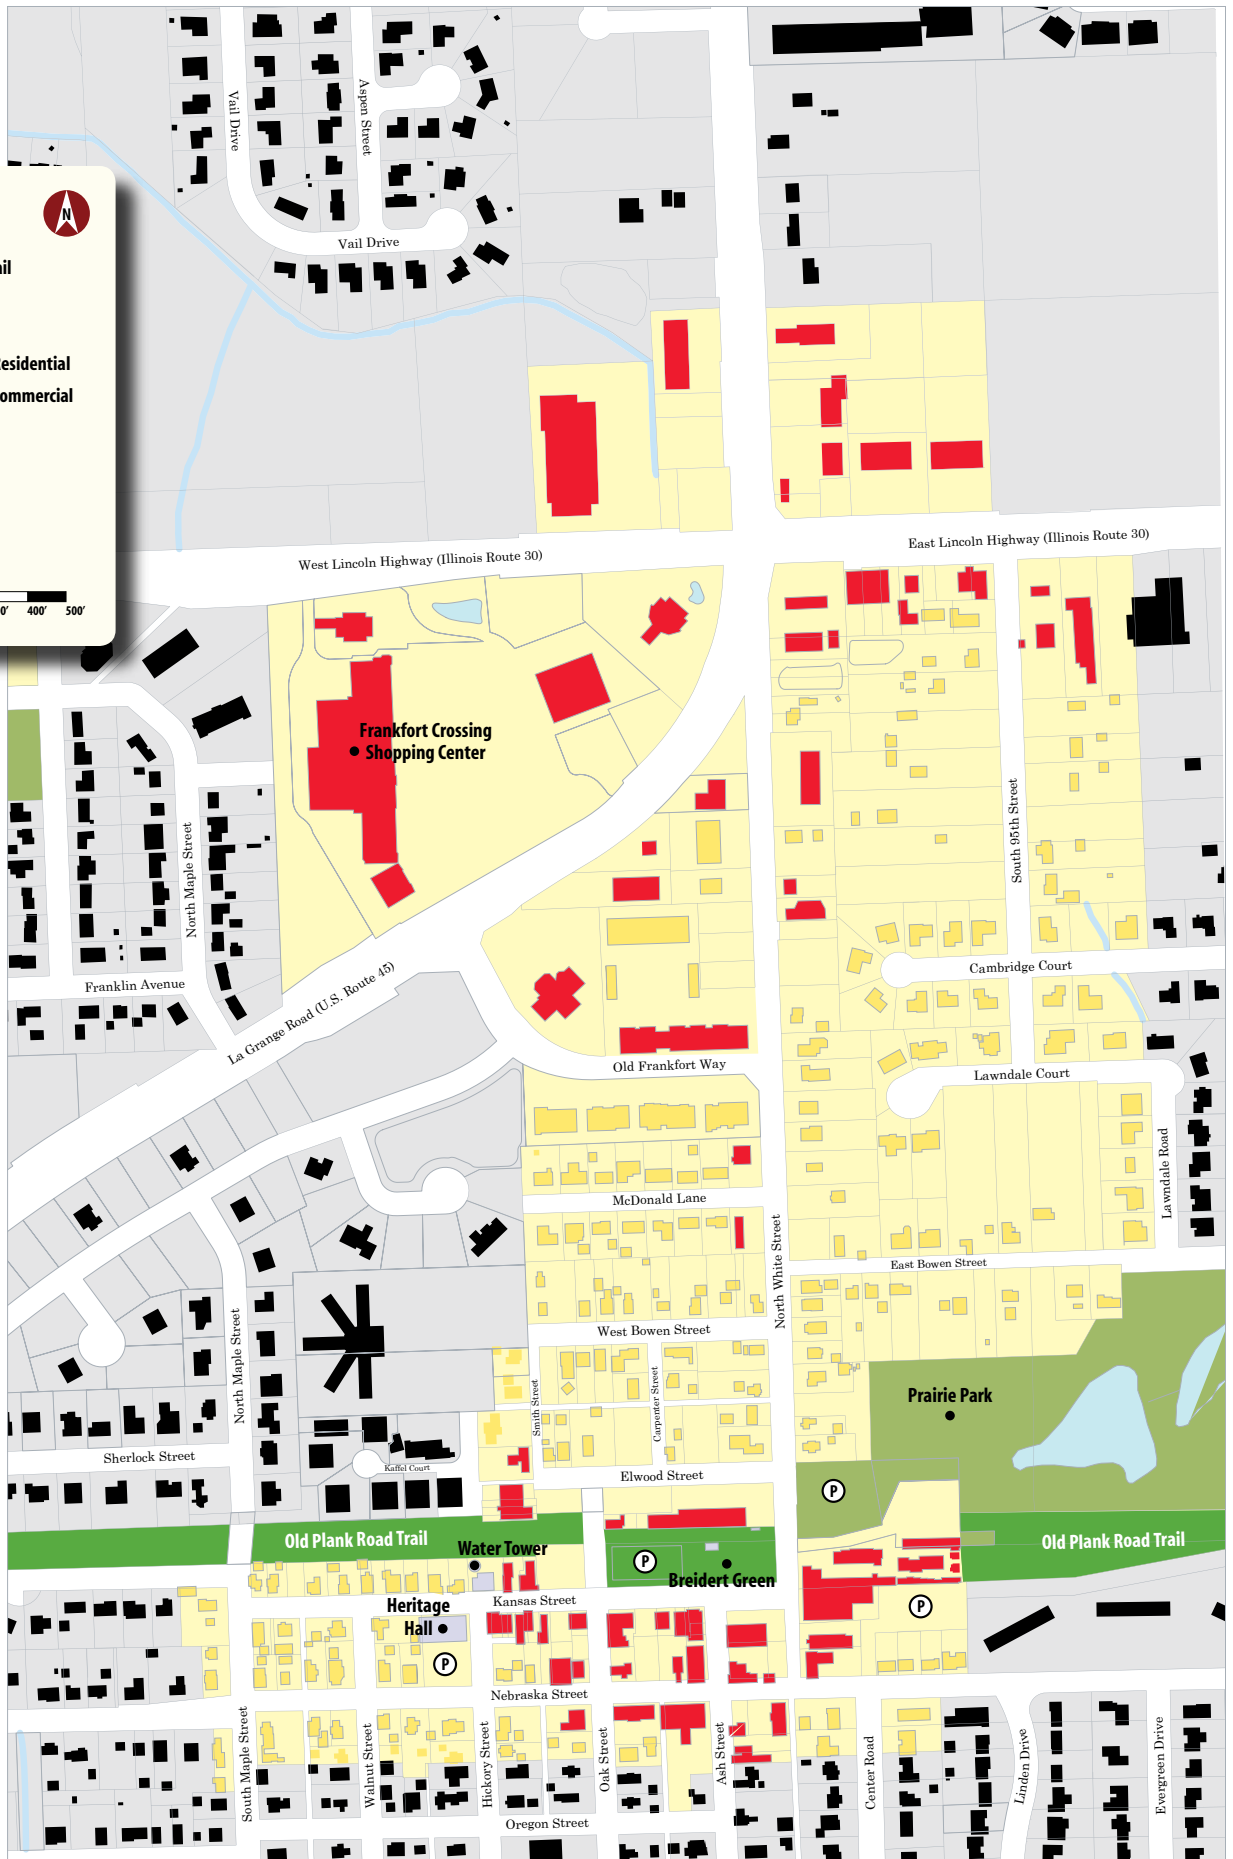 Vail Drive
Aspen Street
N
Vail Drive
ail
Residential
ommercial
0' 400' 500'
West Lincoln Highway (Illinois Route 30)
East Lincoln Highway (Illinois Route 30)
Frankfort Crossing
Shopping Center
South 95th Street
North Maple Street
Franklin Avenue
La Grange Road (U.S. Route 45)
Cambridge Court
Old Frankfort Way
Lawndale Court
Lawndale Road
McDonald Lane
North White Street
East Bowen Street
West Bowen Street
North Maple Street
Smith Street
Carpenter Street
Prairie Park
Sherlock Street
Kaffel Court
Elwood Street
P
Old Plank Road Trail
Water Tower
P
Breidert Green
Old Plank Road Trail
Kansas Street
Heritage
Hall
P
P
Nebraska Street
South Maple Street
Walnut Street
Hickory Street
Oak Street
Ash Street
Center Road
Linden Drive
Evergreen Drive
Oregon Street